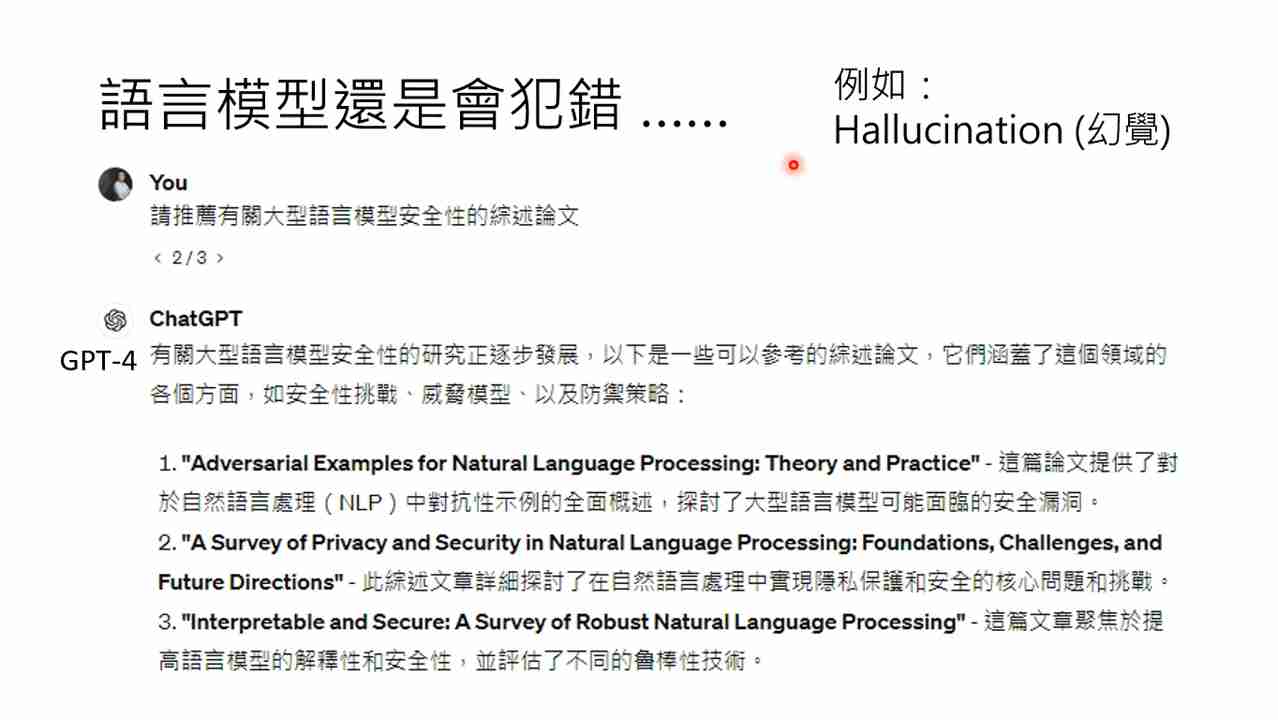 語言模型還是會犯錯 ......
例如：
Hallucination (幻覺)
You
請推薦有關大型語言模型安全性的綜述論文
< 2 / 3 >
ChatGPT
GPT-4
有關大型語言模型安全性的研究正逐步發展，以下是一些可以參考的綜述論文，它們涵蓋了這個領域的
各個方面，如安全性挑戰、威脅模型、以及防禦策略：
1. "Adversarial Examples for Natural Language Processing: Theory and Practice" - 這篇論文提供了對
於自然語言處理（NLP）中對抗性示例的全面概述，探討了大型語言模型可能面臨的安全漏洞。
2. "A Survey of Privacy and Security in Natural Language Processing: Foundations, Challenges, and
Future Directions" - 此綜述文章詳細探討了在自然語言處理中實現隱私保護和安全的核心問題和挑戰。
3. "Interpretable and Secure: A Survey of Robust Natural Language Processing" - 這篇文章聚焦於提
高語言模型的解釋性和安全性，並評估了不同的魯棒性技術。